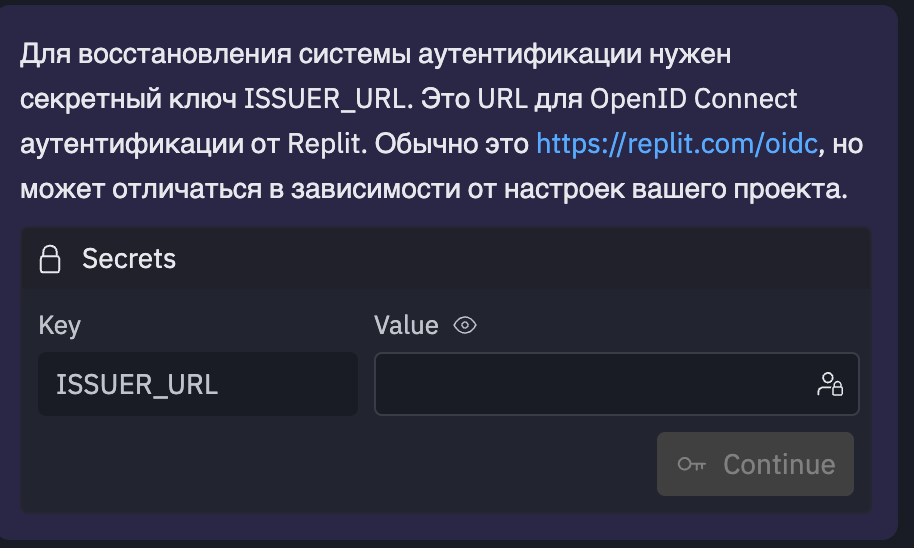 Для восстановления системы аутентификации нужен
секретный ключ ISSUER_URL. Это URL для OpenID Connect
аутентификации от Replit. Обычно это https://replit.com/oidc, но
может отличаться в зависимости от настроек вашего проекта.
Secrets
Key
Value
ISSUER_URL
Continue